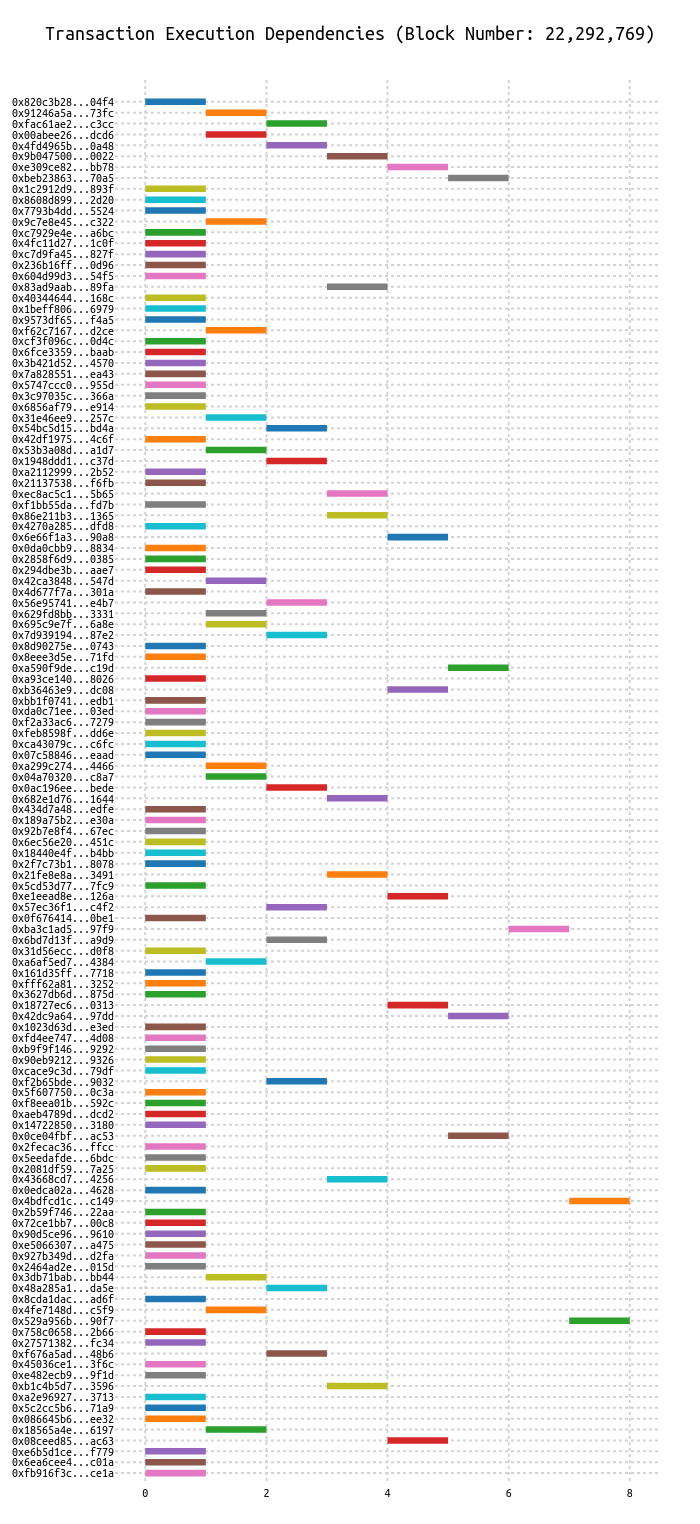 Transaction Execution Dependencies (Block Number: 22,292,769)
0x820c3b28...04f4
0x91246a5a...73fc
0xfac61ae2...c3cc
0x00abee26...dcd6
0x4fd4965b...0a48
0x9b047500...0022
0xe309ce82...bb78
0xbeb23863...70a5
0x1c2912d9...893f
0x8608d899...2d20
0x7793b4dd...5524
0x9c7e8e45...c322
0xc7929e4e...a6bc
0x4fc11d27...1c0f
0xc7d9fa45...827f
0x236b16ff...0d96
0x604d99d3...54f5
0x83ad9aab...89fa
0x40344644...168c
0x1beff806...6979
0x9573df65...f4a5
0xf62c7167...d2ce
0xcf3f096c...0d4c
0x6fce3359...baab
0x3b421d52...4570
0x7a828551...ea43
0x5747ccc0...955d
0x3c97035c...366a
0x6856af79...e914
0x31e46ee9...257c
0x54bc5d15...bd4a
0x42df1975...4c6f
0x53b3a08d...a1d7
0x1948ddd1...c37d
0xa2112999...2b52
0x21137538...f6fb
0xec8ac5c1...5b65
0xf1bb55da...fd7b
0x86e211b3...1365
0x4270a285...dfd8
0x6e66f1a3...90a8
0x0da0cbb9...8834
0x2858f6d9...0385
0x294dbe3b...aae7
0x42ca3848...547d
0x4d677f7a...301a
0x56e95741...e4b7
0x629fd8bb...3331
0x695c9e7f...6a8e
0x7d939194...87e2
0x8d90275e...0743
0x8eee3d5e...71fd
0xa590f9de...c19d
0xa93ce140...8026
0xb36463e9...dc08
0xbb1f0741...edb1
0xda0c71ee...03ed
0xf2a33ac6...7279
0xfeb8598f...dd6e
0xca43079c...c6fc
0x07c58846...eaad
0xa299c274...4466
0x04a70320...c8a7
0x0ac196ee...bede
0x682e1d76...1644
0x434d7a48...edfe
0x189a75b2...e30a
0x92b7e8f4...67ec
0x6ec56e20...451c
0x18440e4f...b4bb
0x2f7c73b1...8078
0x21fe8e8a...3491
0x5cd53d77...7fc9
0xe1eead8e...126a
0x57ec36f1...c4f2
0x0f676414...0be1
0xba3c1ad5...97f9
0x6bd7d13f...a9d9
0x31d56ecc...d0f8
0xa6af5ed7...4384
0x161d35ff...7718
0xfff62a81...3252
0x3627db6d...875d
0x18727ec6...0313
0x42dc9a64...97dd
0x1023d63d...e3ed
0xfd4ee747...4d08
0xb9f9f146...9292
0x90eb9212...9326
0xcace9c3d...79df
0xf2b65bde...9032
0x5f607750...0c3a
0xf8eea01b...592c
0xaeb4789d...dcd2
0x14722850...3180
0x0ce04fbf...ac53
0x2fecac36...ffcc
0x5eedafde...6bdc
0x2081df59...7a25
0x43668cd7...4256
0x0edca02a...4628
0x4bdfcd1c...c149
0x2b59f746...22aa
0x72ce1bb7...00c8
0x90d5ce96...9610
0xe5066307...a475
0x927b349d...d2fa
0x2464ad2e...015d
0x3db71bab...bb44
0x48a285a1...da5e
0x8cda1dac...ad6f
0x4fe7148d...c5f9
0x529a956b...90f7
0x758c0658...2b66
0x27571382...fc34
0xf676a5ad...48b6
0x45036ce1...3f6c
0xe482ecb9...9f1d
0xb1c4b5d7...3596
0xa2e96927...3713
0x5c2cc5b6...71a9
0x086645b6...ee32
0x18565a4e...6197
0x08ceed85...ac63
0xe6b5d1ce...f779
0x6ea6cee4...c01a
0xfb916f3c...ce1a
0 2 4 6 8